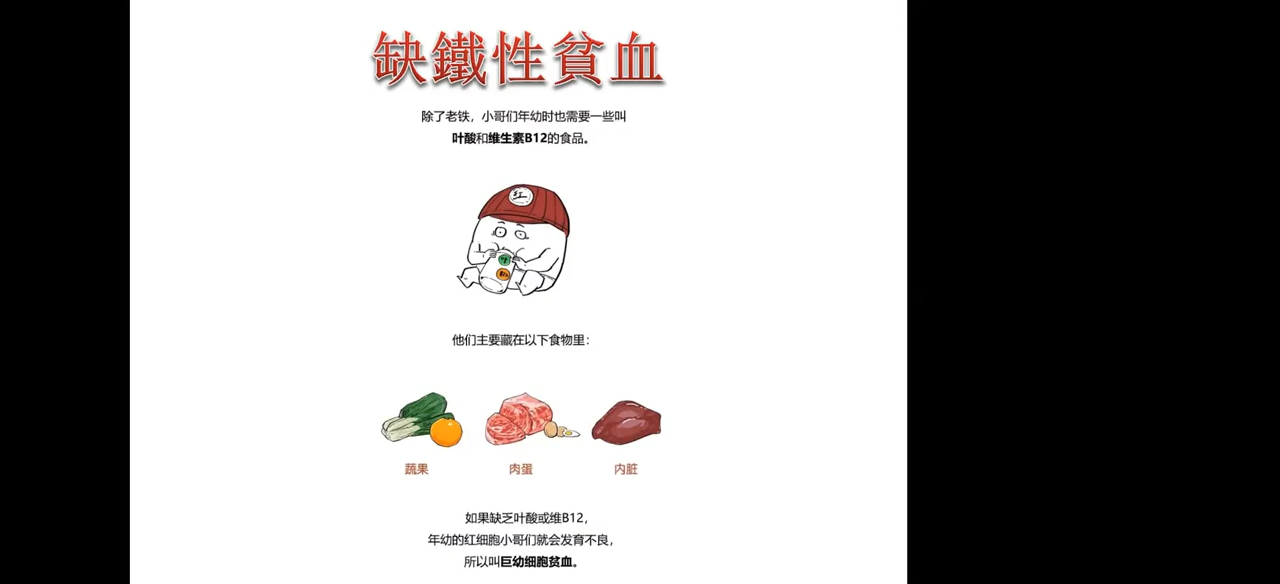 缺鐵性貧血
除了老铁，小哥们年幼时也需要一些叫
叶酸和维生素B12的食品。
红
叶
B12
他们主要藏在以下食物里：
蔬果
肉蛋
内脏
如果缺乏叶酸或维B12，
年幼的红细胞小哥们就会发育不良，
所以叫巨幼细胞贫血。